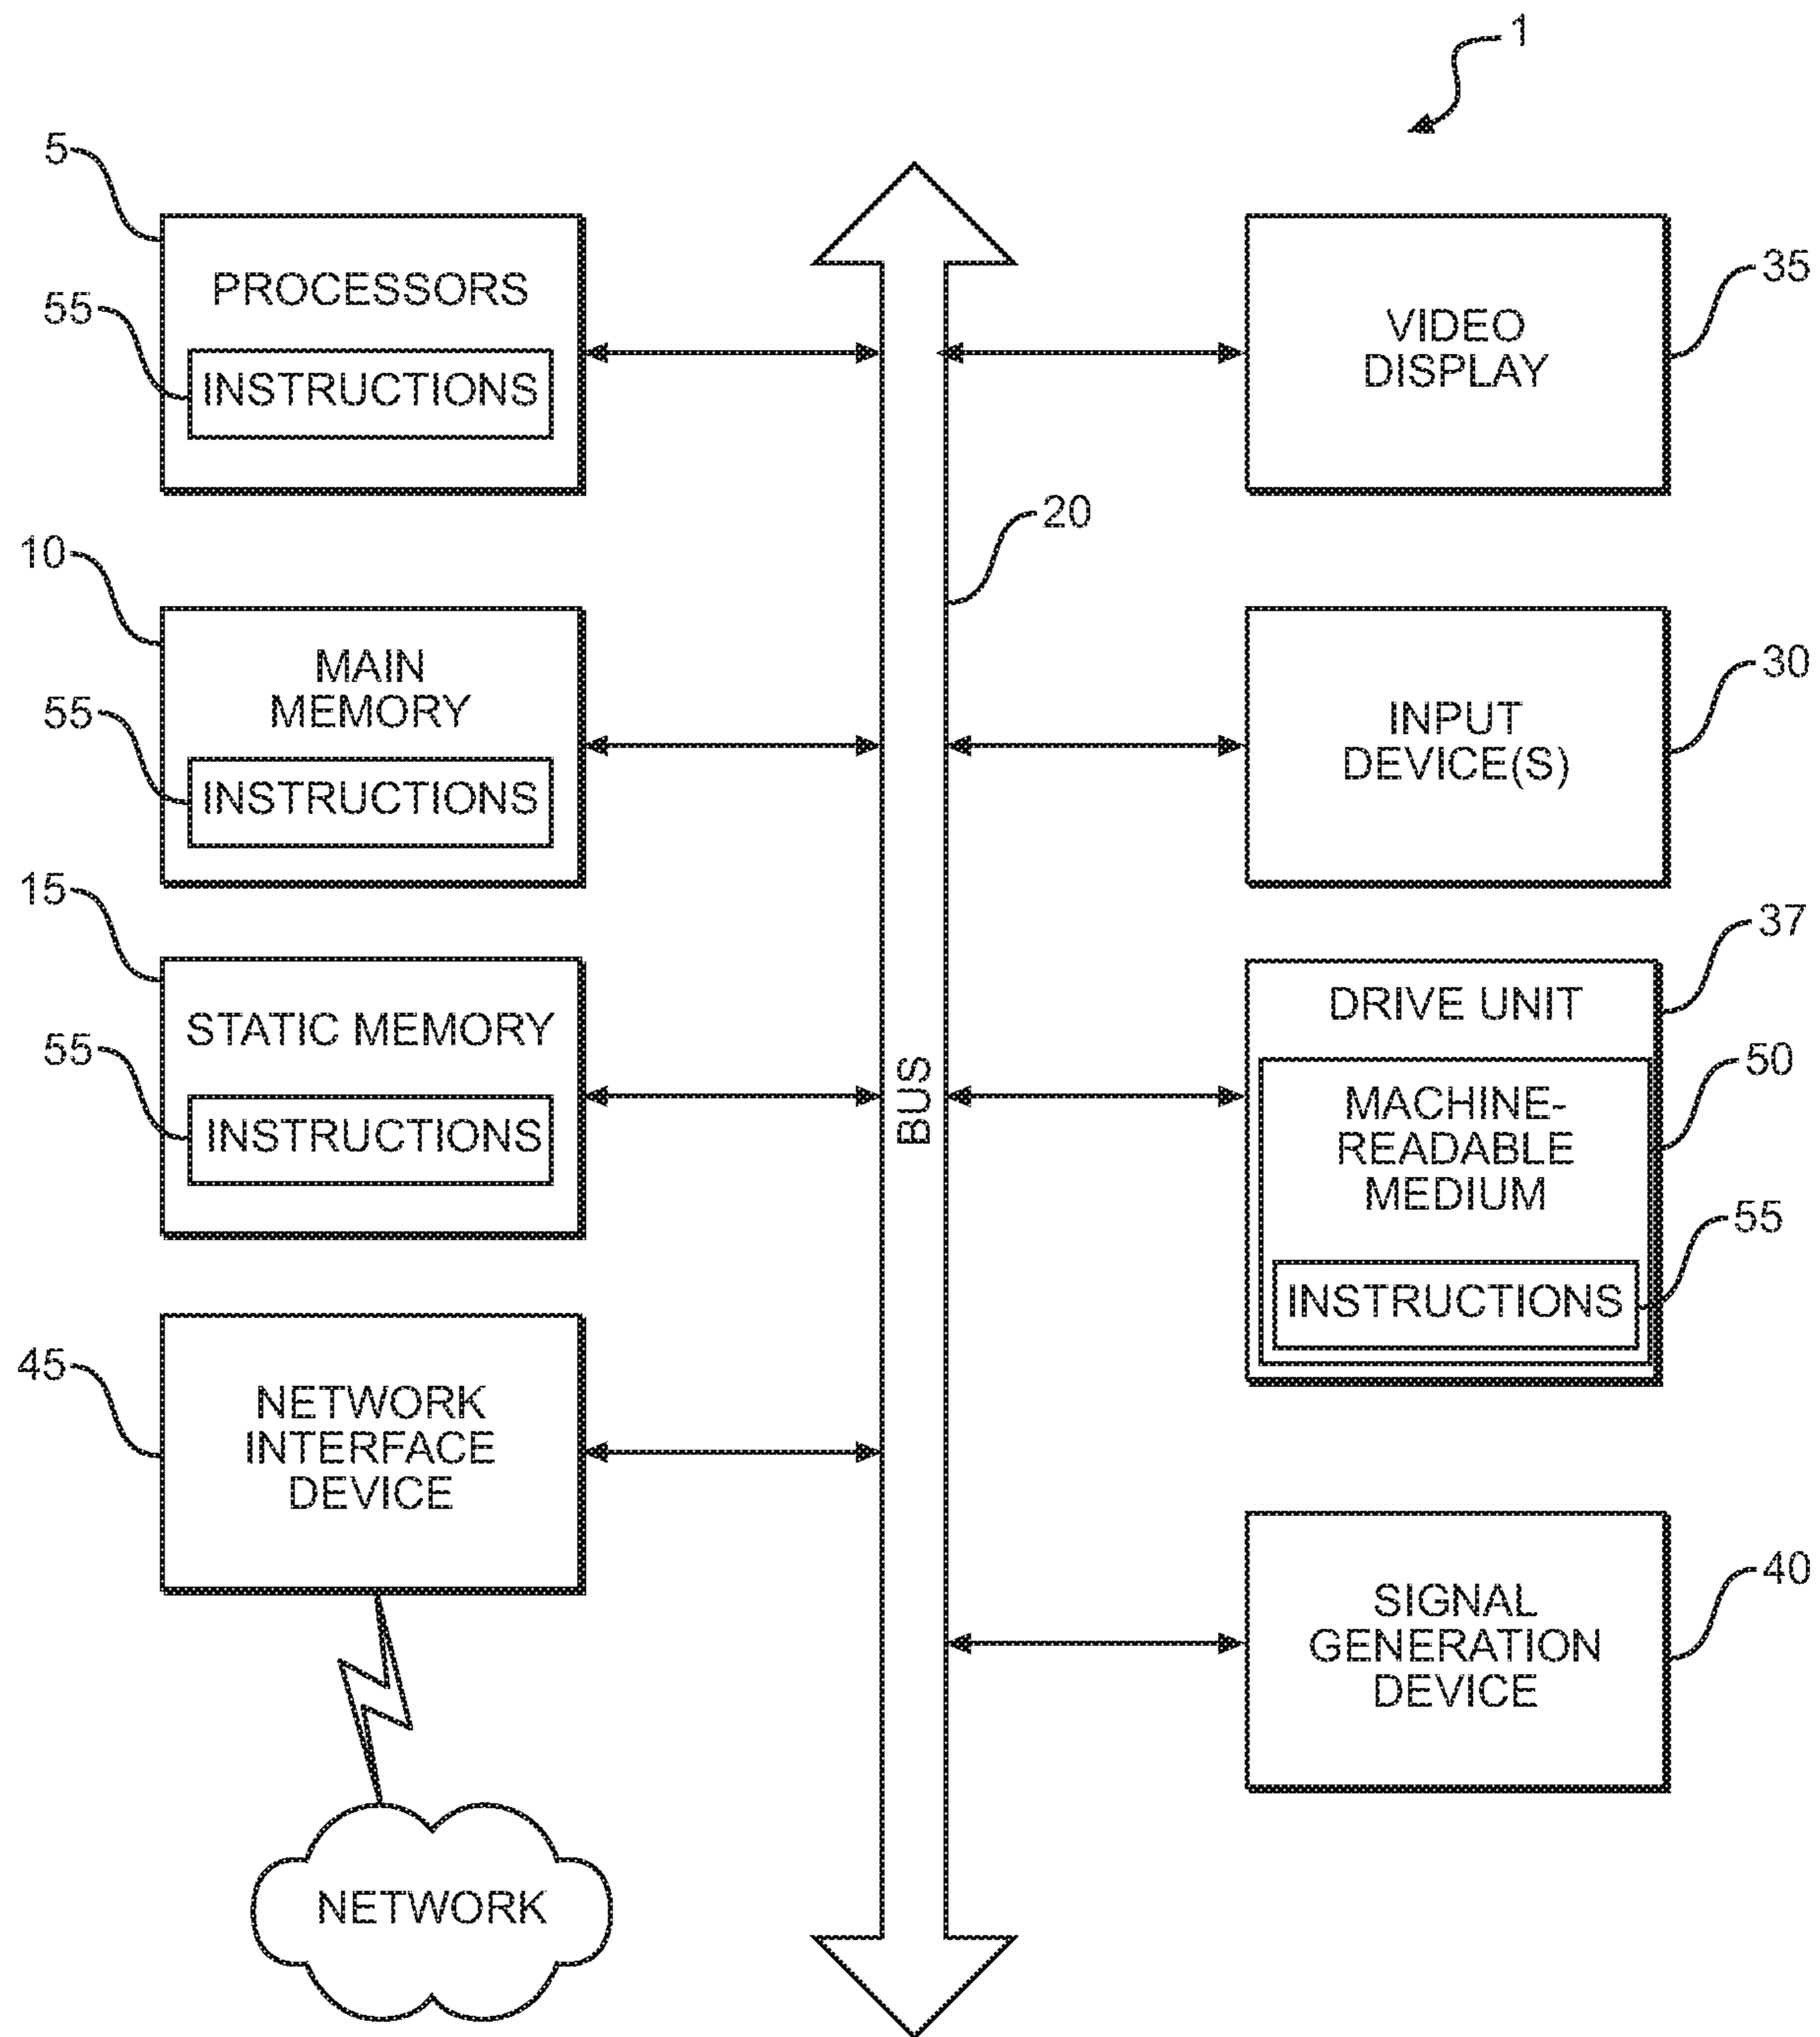 1
5
PROCESSORS
55
INSTRUCTIONS
10
MAIN
MEMORY
55
INSTRUCTIONS
15
STATIC MEMORY
55
INSTRUCTIONS
45
NETWORK
INTERFACE
DEVICE
NETWORK
BUS
20
35
VIDEO
DISPLAY
30
INPUT
DEVICE(S)
37
DRIVE UNIT
50
MACHINE-
READABLE
MEDIUM
55
INSTRUCTIONS
40
SIGNAL
GENERATION
DEVICE